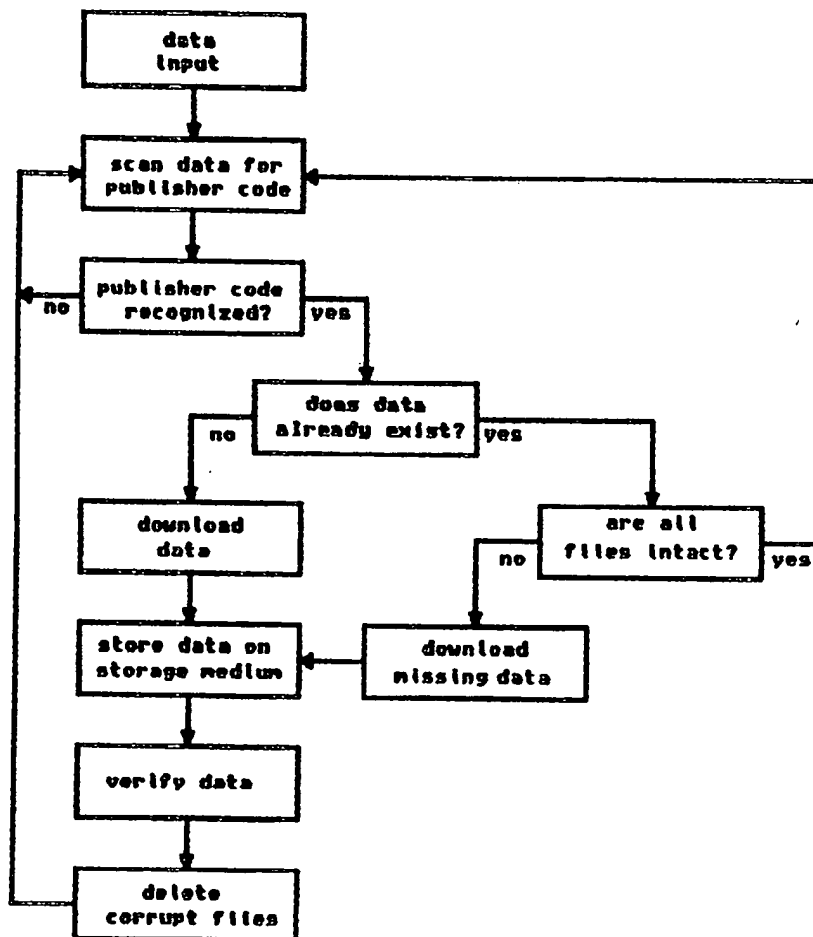 data
input
scan data for
publisher code
publisher code
recognized?
no
yes
does data
already exist?
no
yes
download
data
are all
files intact?
no
yes
store data on
storage medium
download
missing data
verify data
delete
corrupt files